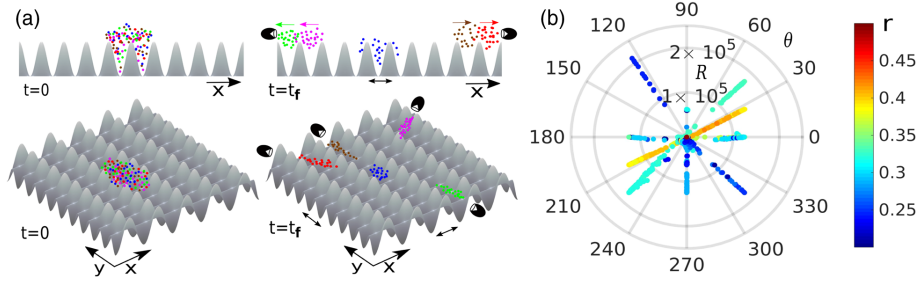 (a)
t=0
x
t=t_f
x
t=0
y
x
t=t_f
y
x
(b)
90
120
60
θ
150
30
2 × 10^5
R
1 × 10^5
180
0
210
330
240
300
270
r
0.45
0.4
0.35
0.3
0.25